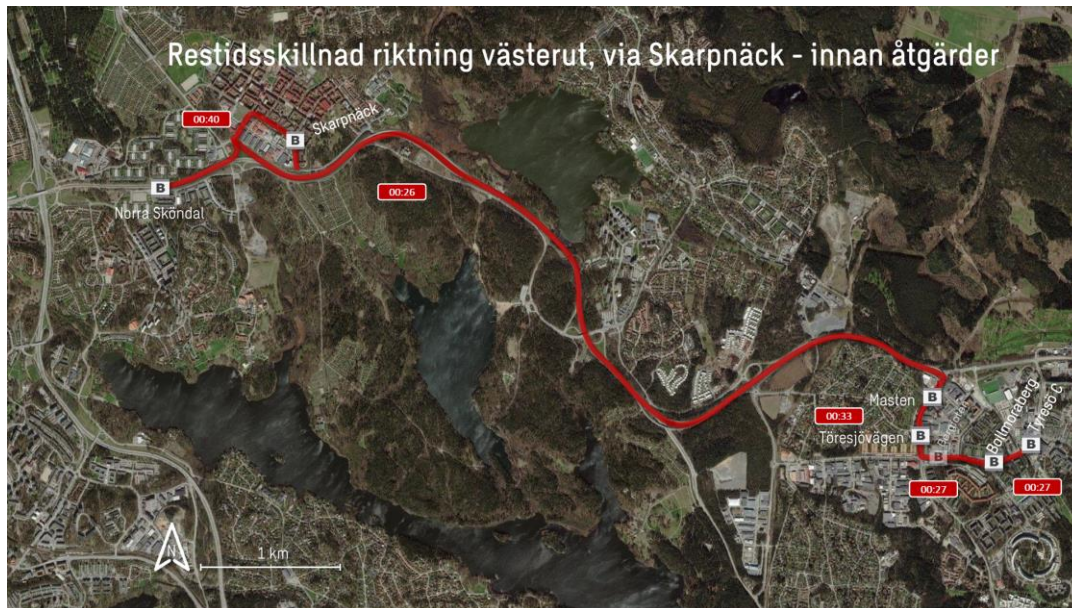 Restidsskillnad riktning västerut, via Skarpnäck - innan åtgärder
00:40
B
Skarpnäck
B
Norra Sköndal
00:26
Masten
B
00:33
Töresjövägen
B
B
B
Bollmoraberg
B
Tyresö C
00:27
00:27
N
1 km